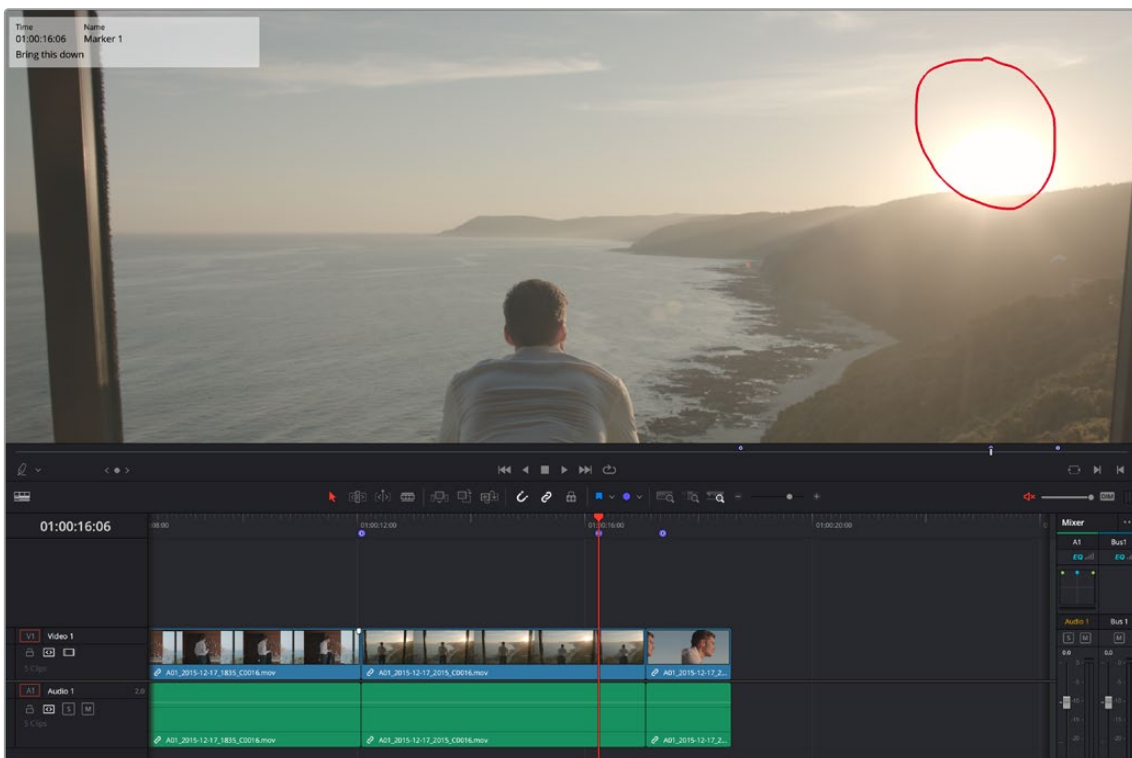 Time Name
01:00:16:06 Marker 1
Bring this down
DIM
01:00:16:06
:08:00 01:00:12:00 01:00:16:00 01:00:20:00
Mixer
A1 Bus1
EQ EQ
V1 Video 1
5 Clips
Audio 1 Bus 1
S M M
0.0 0.0
A01_2015-12-17_1835_C0016.mov A01_2015-12-17_2015_C0016.mov A01_2015-12-17_2...
A1 Audio 1 2.0
S M
5 Clips
A01_2015-12-17_1835_C0016.mov A01_2015-12-17_2015_C0016.mov A01_2015-12-17_2...